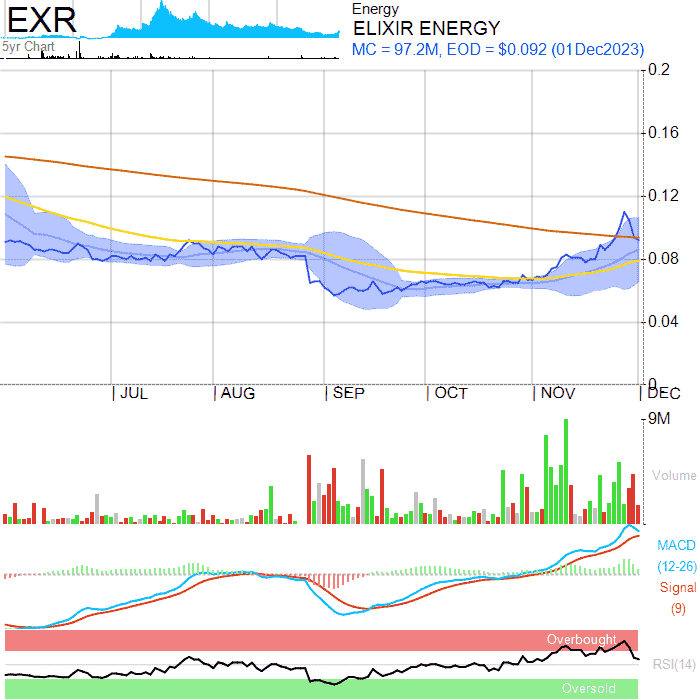 EXR
5yr Chart
Energy
ELIXIR ENERGY
MC = 97.2M, EOD = $0.092 (01Dec2023)
0.2
0.16
0.12
0.08
0.04
0
JUL AUG SEP OCT NOV DEC
9M
Volume
MACD
(12-26)
Signal
(9)
Overbought
RSI(14)
Oversold